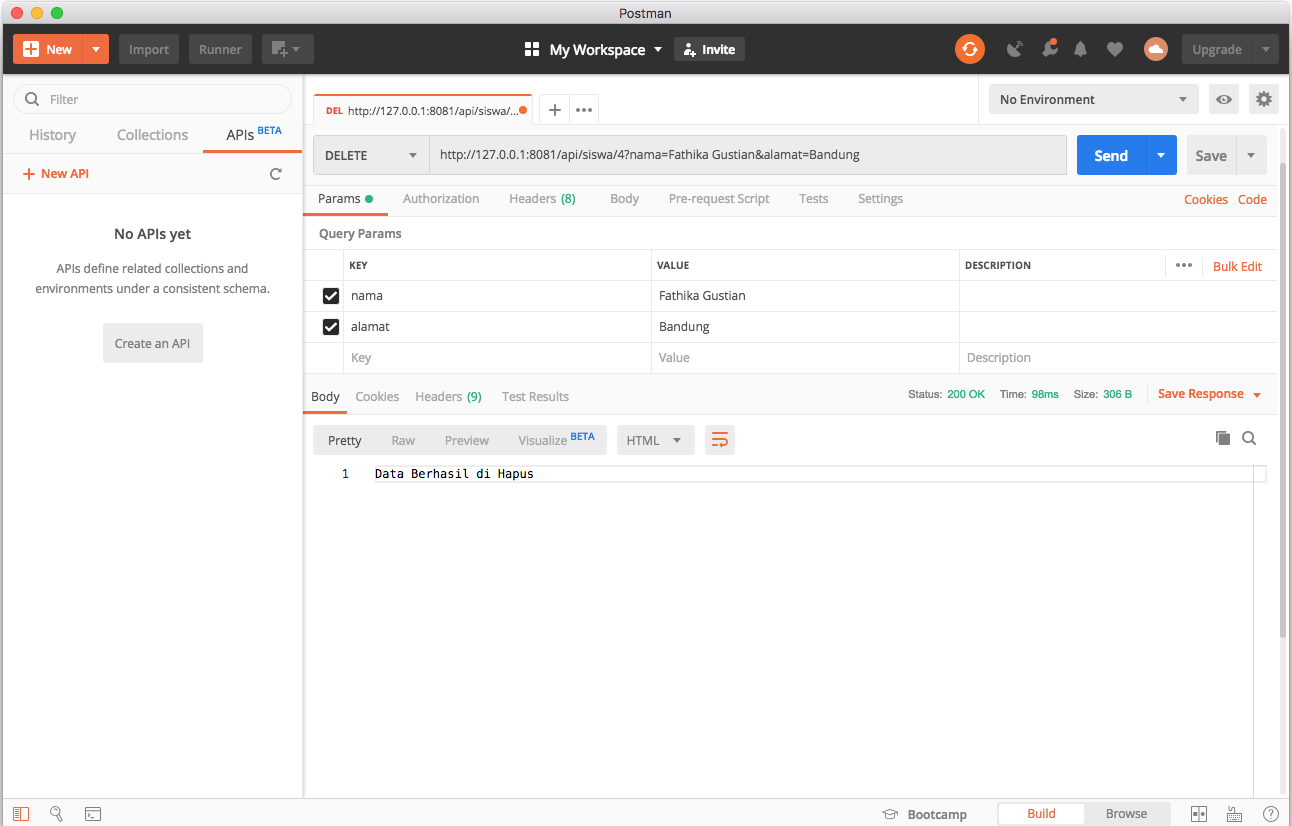 Postman
New
Import
Runner
My Workspace
Invite
Upgrade
Filter
History
Collections
APIs BETA
New API
No APIs yet
APIs define related collections and
environments under a consistent schema.
Create an API
DEL http://127.0.0.1:8081/api/siswa/...
No Environment
DELETE
http://127.0.0.1:8081/api/siswa/4?nama=Fathika Gustian&alamat=Bandung
Send
Save
Params
Authorization
Headers (8)
Body
Pre-request Script
Tests
Settings
Cookies
Code
Query Params
KEY
VALUE
DESCRIPTION
Bulk Edit
nama
Fathika Gustian
alamat
Bandung
Key
Value
Description
Body
Cookies
Headers (9)
Test Results
Status: 200 OK
Time: 98ms
Size: 306 B
Save Response
Pretty
Raw
Preview
Visualize BETA
HTML
1 Data Berhasil di Hapus
Bootcamp
Build
Browse